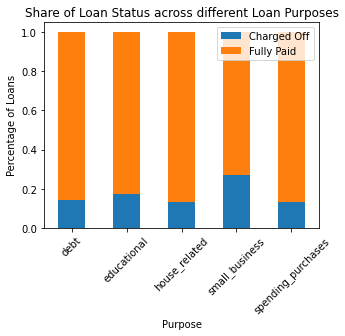 Share of Loan Status across different Loan Purposes
Charged Off
Fully Paid
Percentage of Loans
1.0
0.8
0.6
0.4
0.2
0.0
debt
educational
house_related
small_business
spending_purchases
Purpose